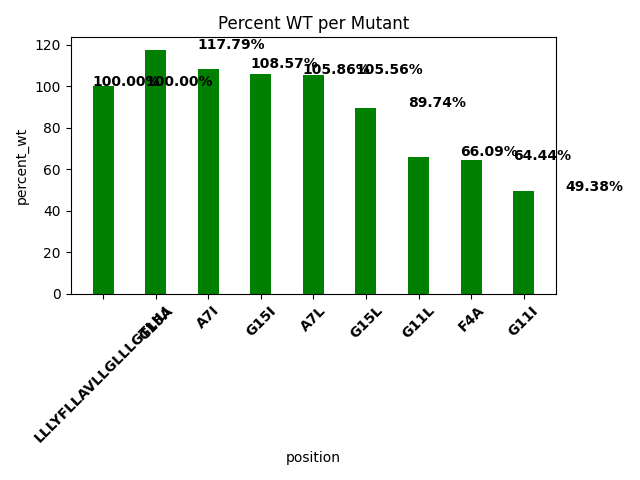 Percent WT per Mutant
percent_wt
120
100
80
60
40
20
0
100.00%
100.00%
117.79%
108.57%
105.86%
105.56%
89.74%
66.09%
64.44%
49.38%
A7I
G15I
A7L
G15L
G11L
F4A
G11I
position